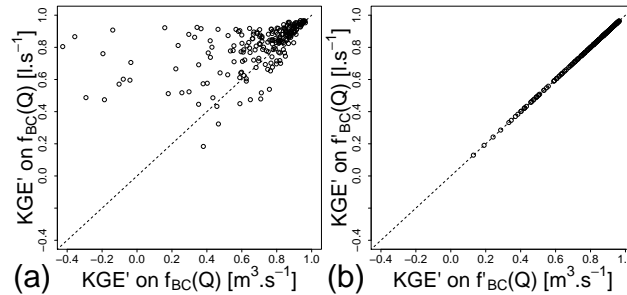 KGE' on f_BC(Q) [l.s⁻¹]
−0.4 0.0 0.2 0.4 0.6 0.8 1.0
−0.4 −0.2 0.0 0.2 0.4 0.6 0.8 1.0
(a) KGE' on f_BC(Q) [m³.s⁻¹]
KGE' on f'_BC(Q) [l.s⁻¹]
−0.4 0.0 0.2 0.4 0.6 0.8 1.0
−0.4 −0.2 0.0 0.2 0.4 0.6 0.8 1.0
(b) KGE' on f'_BC(Q) [m³.s⁻¹]